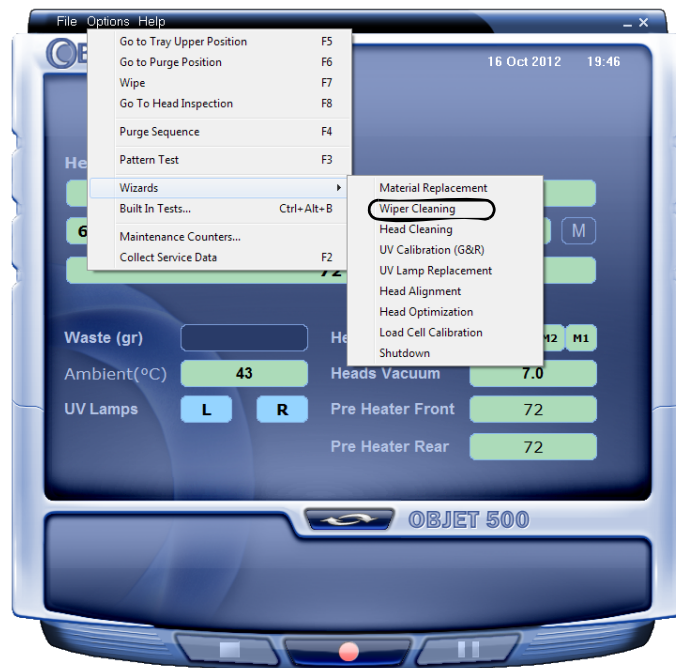 File Options Help
16 Oct 2012 19:46
Go to Tray Upper Position F5
Go to Purge Position F6
Wipe F7
Go To Head Inspection F8
Purge Sequence F4
Pattern Test F3
Wizards
Built In Tests... Ctrl+Alt+B
Maintenance Counters...
Collect Service Data F2
Material Replacement
Wiper Cleaning
Head Cleaning
UV Calibration (G&R)
UV Lamp Replacement
Head Alignment
Head Optimization
Load Cell Calibration
Shutdown
M
Waste (gr)
M2 M1
Ambient(ºC) 43 Heads Vacuum 7.0
UV Lamps L R Pre Heater Front 72
Pre Heater Rear 72
OBJET 500